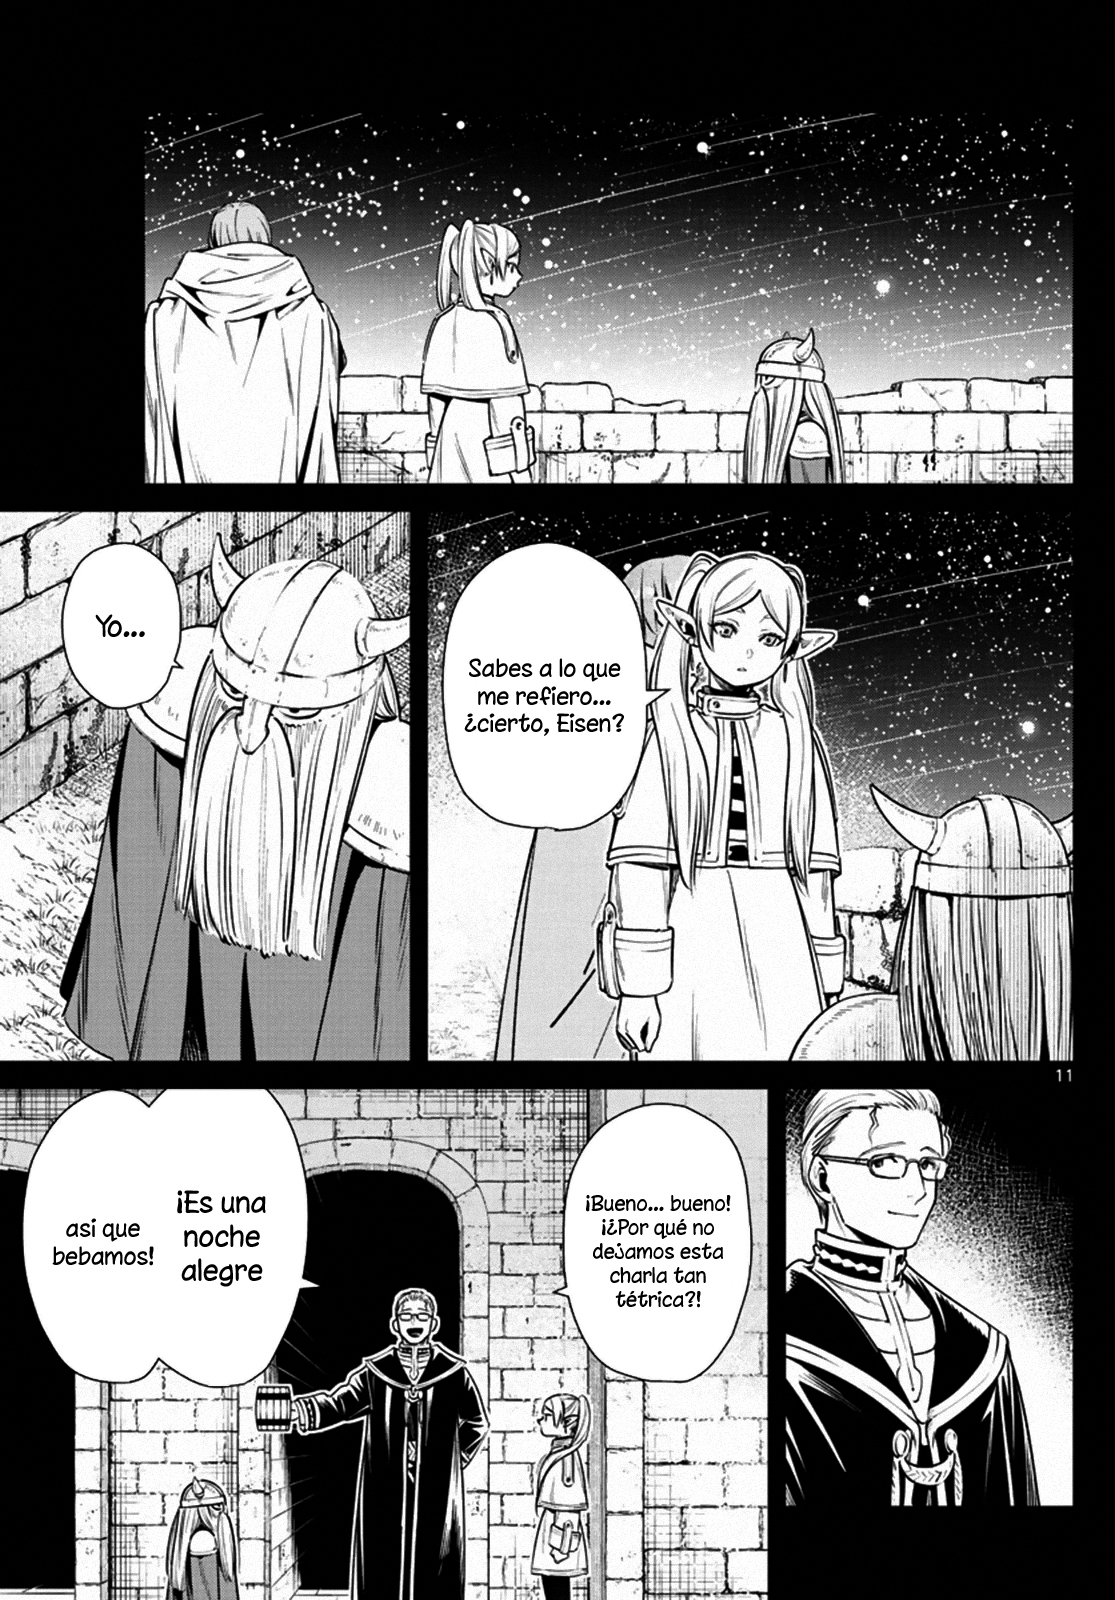 Sabes a lo que
me refiero...
¿cierto, Eisen?
Yo...
11
¡Bueno... bueno!
¡¿Por qué no
dejamos esta
charla tan
tétrica?!
¡Es una
noche
alegre
asi que
bebamos!